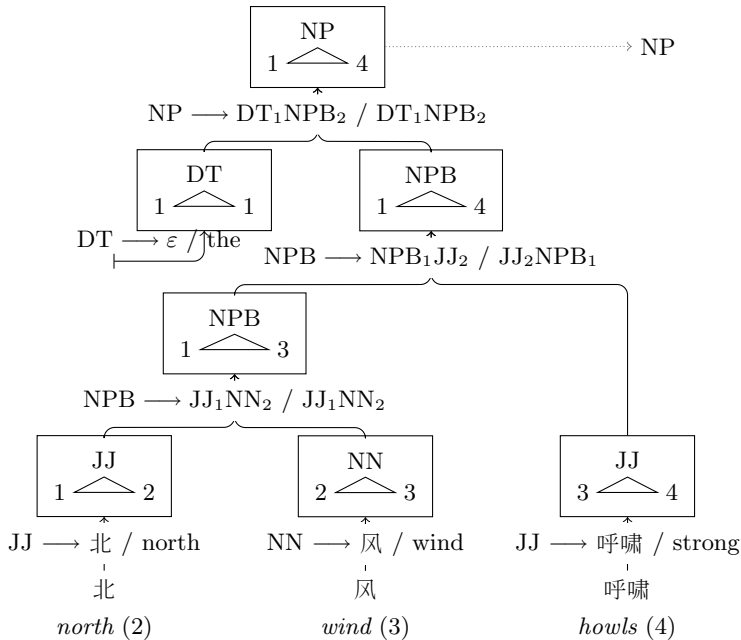 NP
1 4
NP
NP ⟶ DT₁NPB₂ / DT₁NPB₂
DT
1 1
NPB
1 4
DT ⟶ ε / the
NPB ⟶ NPB₁JJ₂ / JJ₂NPB₁
NPB
1 3
NPB ⟶ JJ₁NN₂ / JJ₁NN₂
JJ
1 2
NN
2 3
JJ
3 4
JJ ⟶ 北 / north
NN ⟶ 风 / wind
JJ ⟶ 呼啸 / strong
北
风
呼啸
north (2)
wind (3)
howls (4)